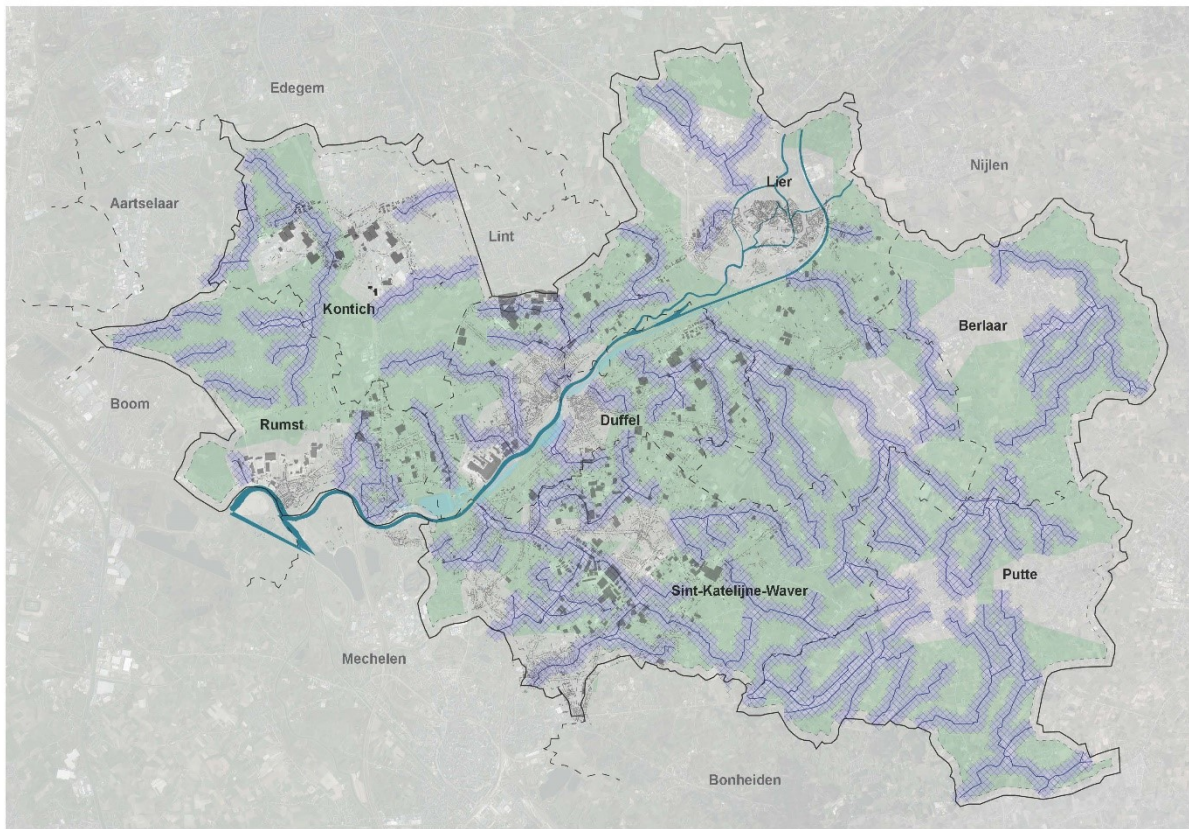 Edegem
Nijlen
Lier
Aartselaar
Lint
Kontich
Berlaar
Boom
Rumst
Duffel
Putte
Sint-Katelijne-Waver
Mechelen
Bonheiden